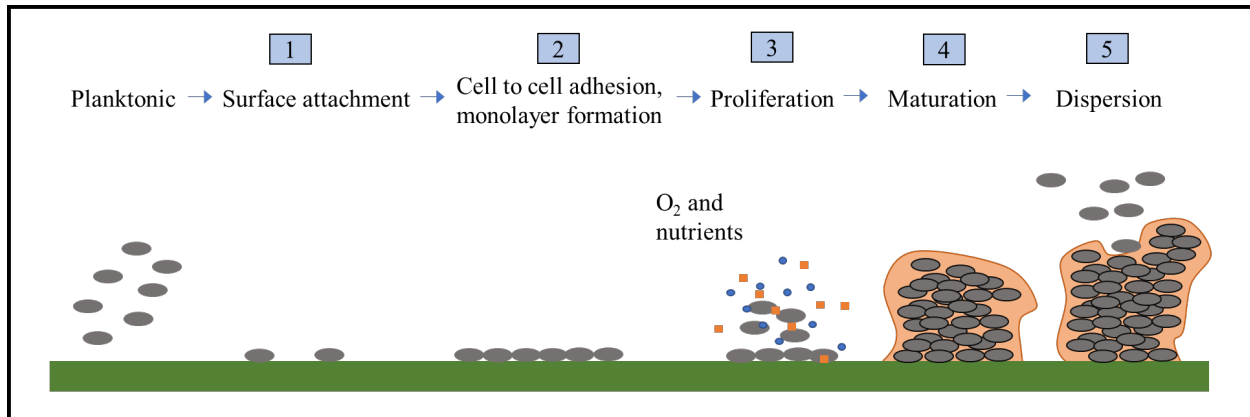 1
2
3
4
5
Planktonic
Surface attachment
Cell to cell adhesion,
monolayer formation
Proliferation
Maturation
Dispersion
O₂ and
nutrients